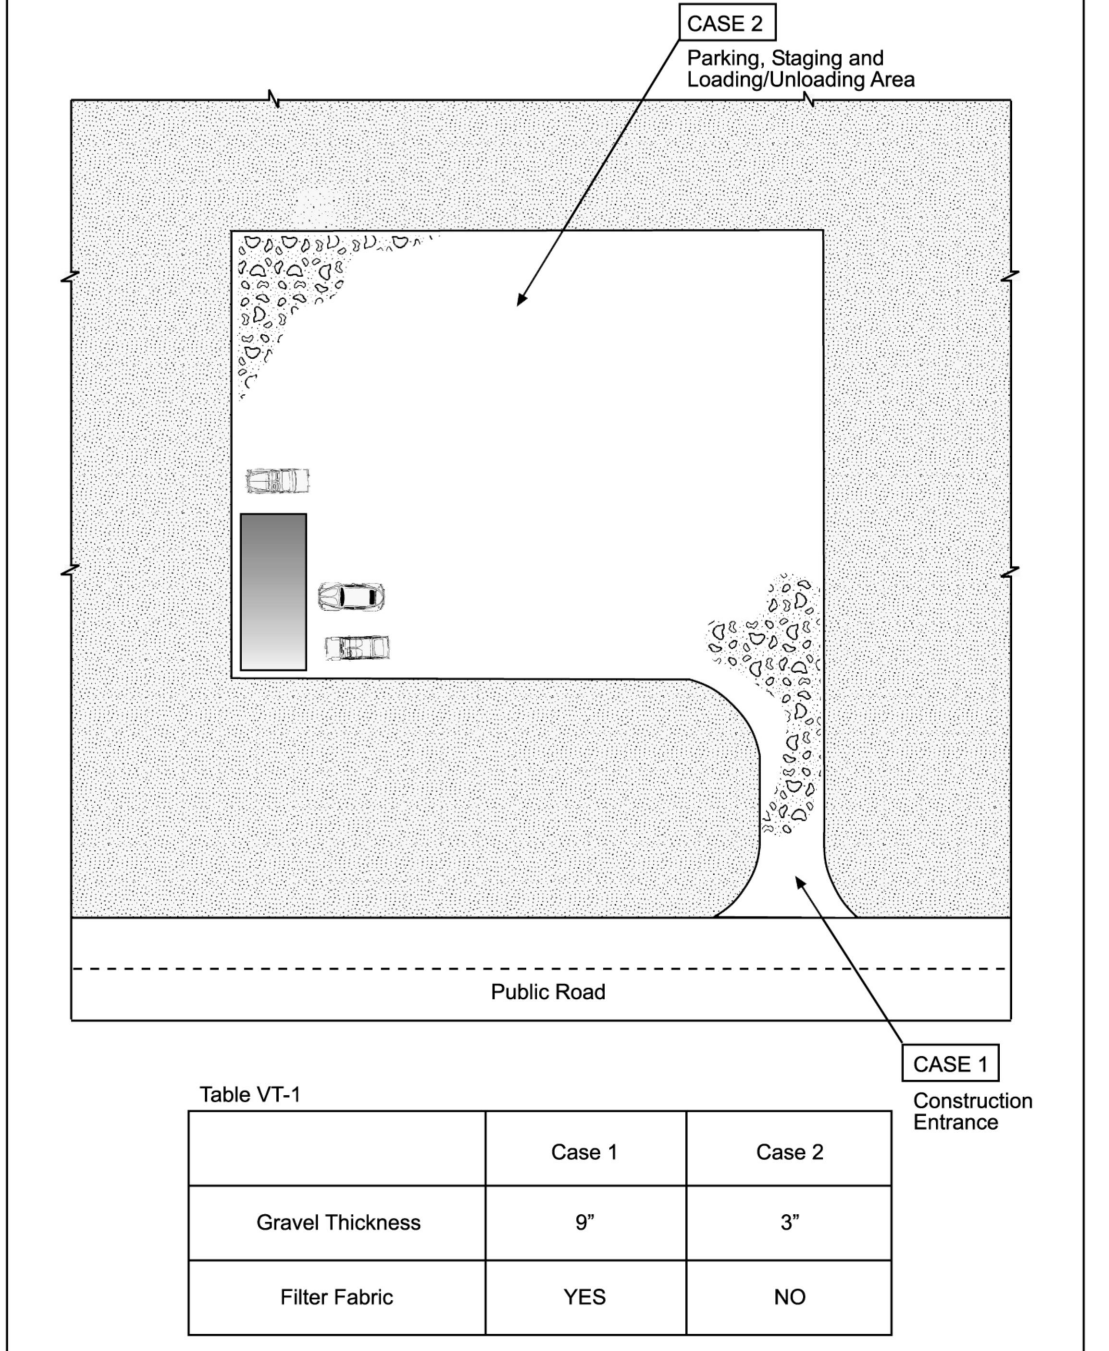 CASE 2
Parking, Staging and
Loading/Unloading Area
Public Road
CASE 1
Construction
Entrance
Table VT-1
Case 1 Case 2
Gravel Thickness 9” 3”
Filter Fabric YES NO